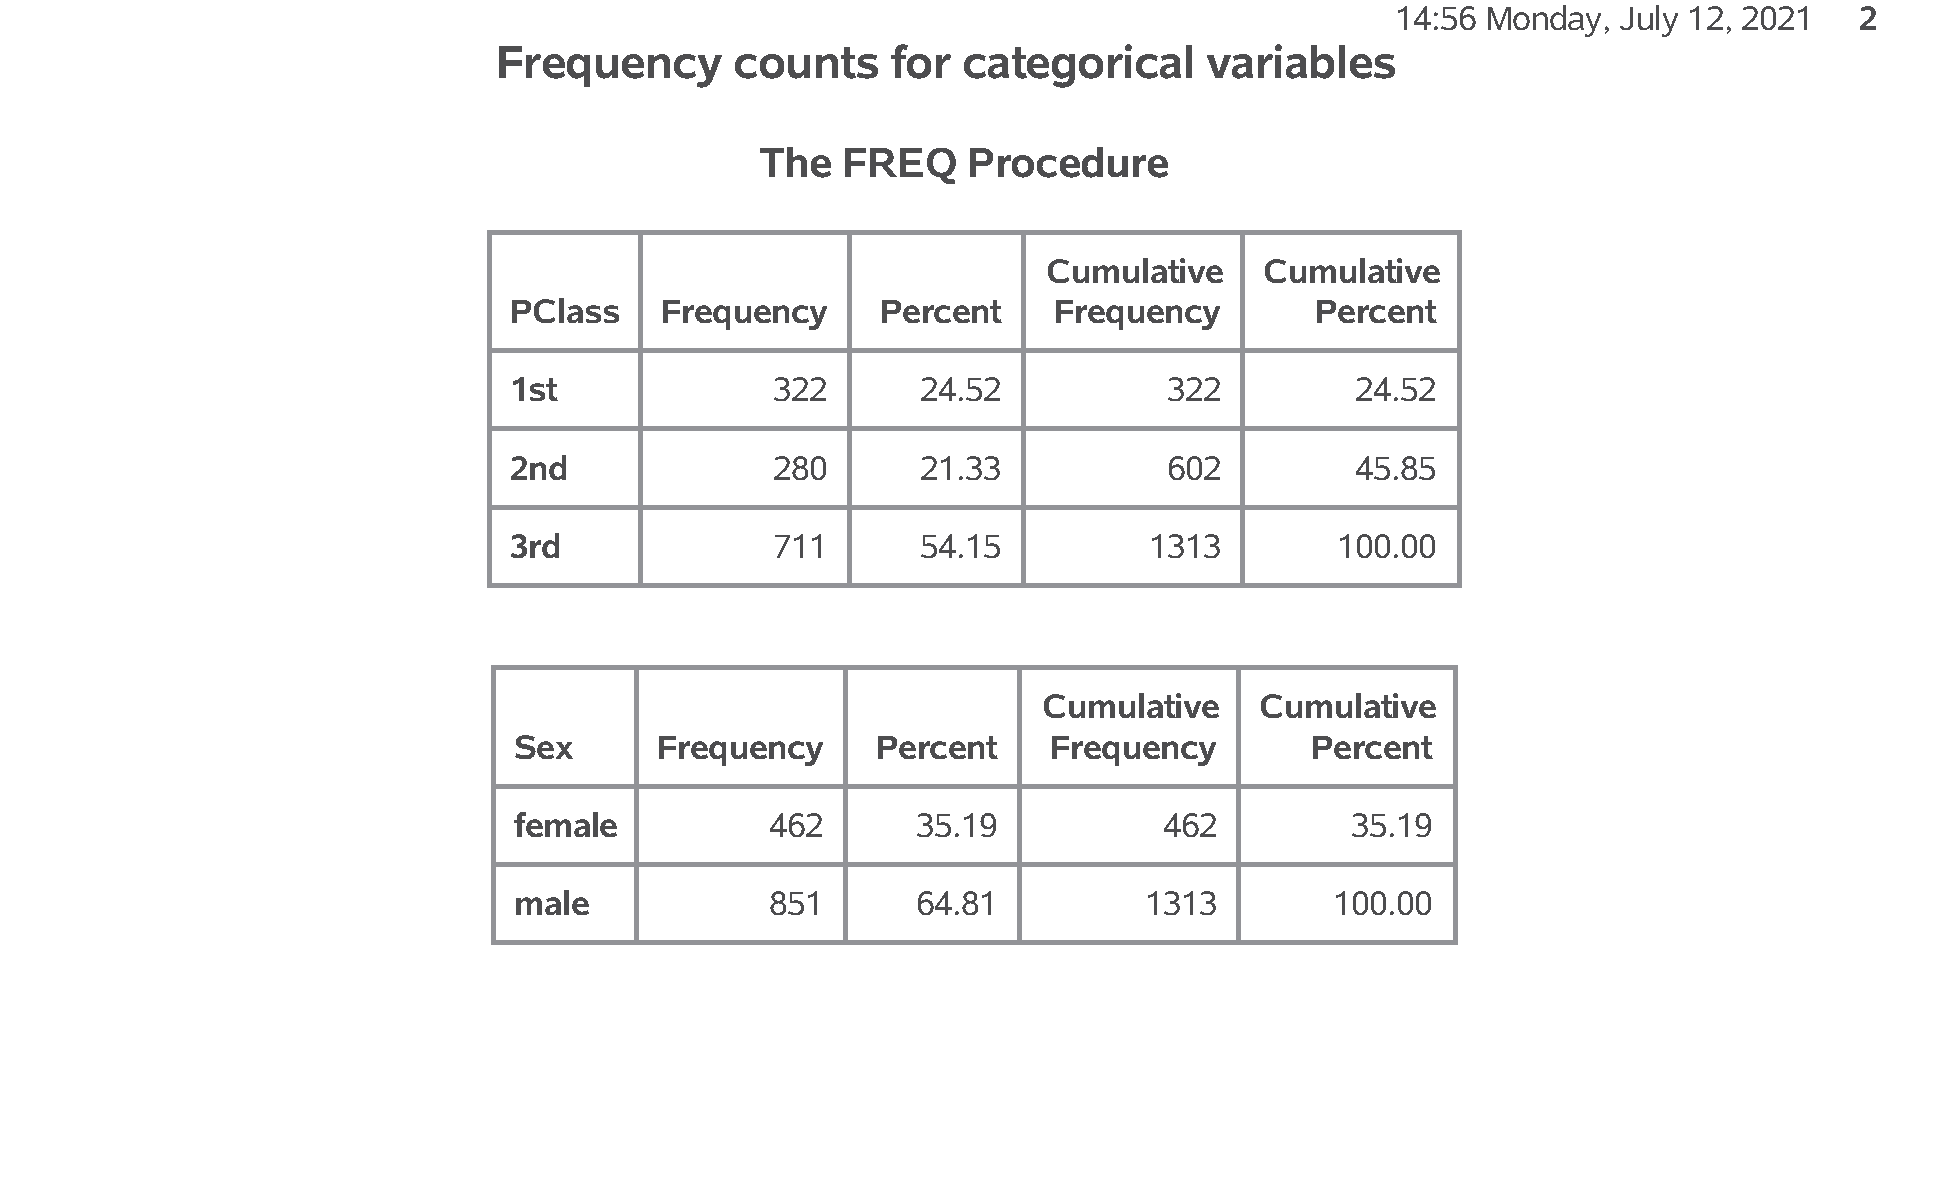 14:56 Monday, July 12, 2021 2
Frequency counts for categorical variables
The FREQ Procedure
PClass Frequency Percent Cumulative Frequency Cumulative Percent
1st 322 24.52 322 24.52
2nd 280 21.33 602 45.85
3rd 711 54.15 1313 100.00
Sex Frequency Percent Cumulative Frequency Cumulative Percent
female 462 35.19 462 35.19
male 851 64.81 1313 100.00